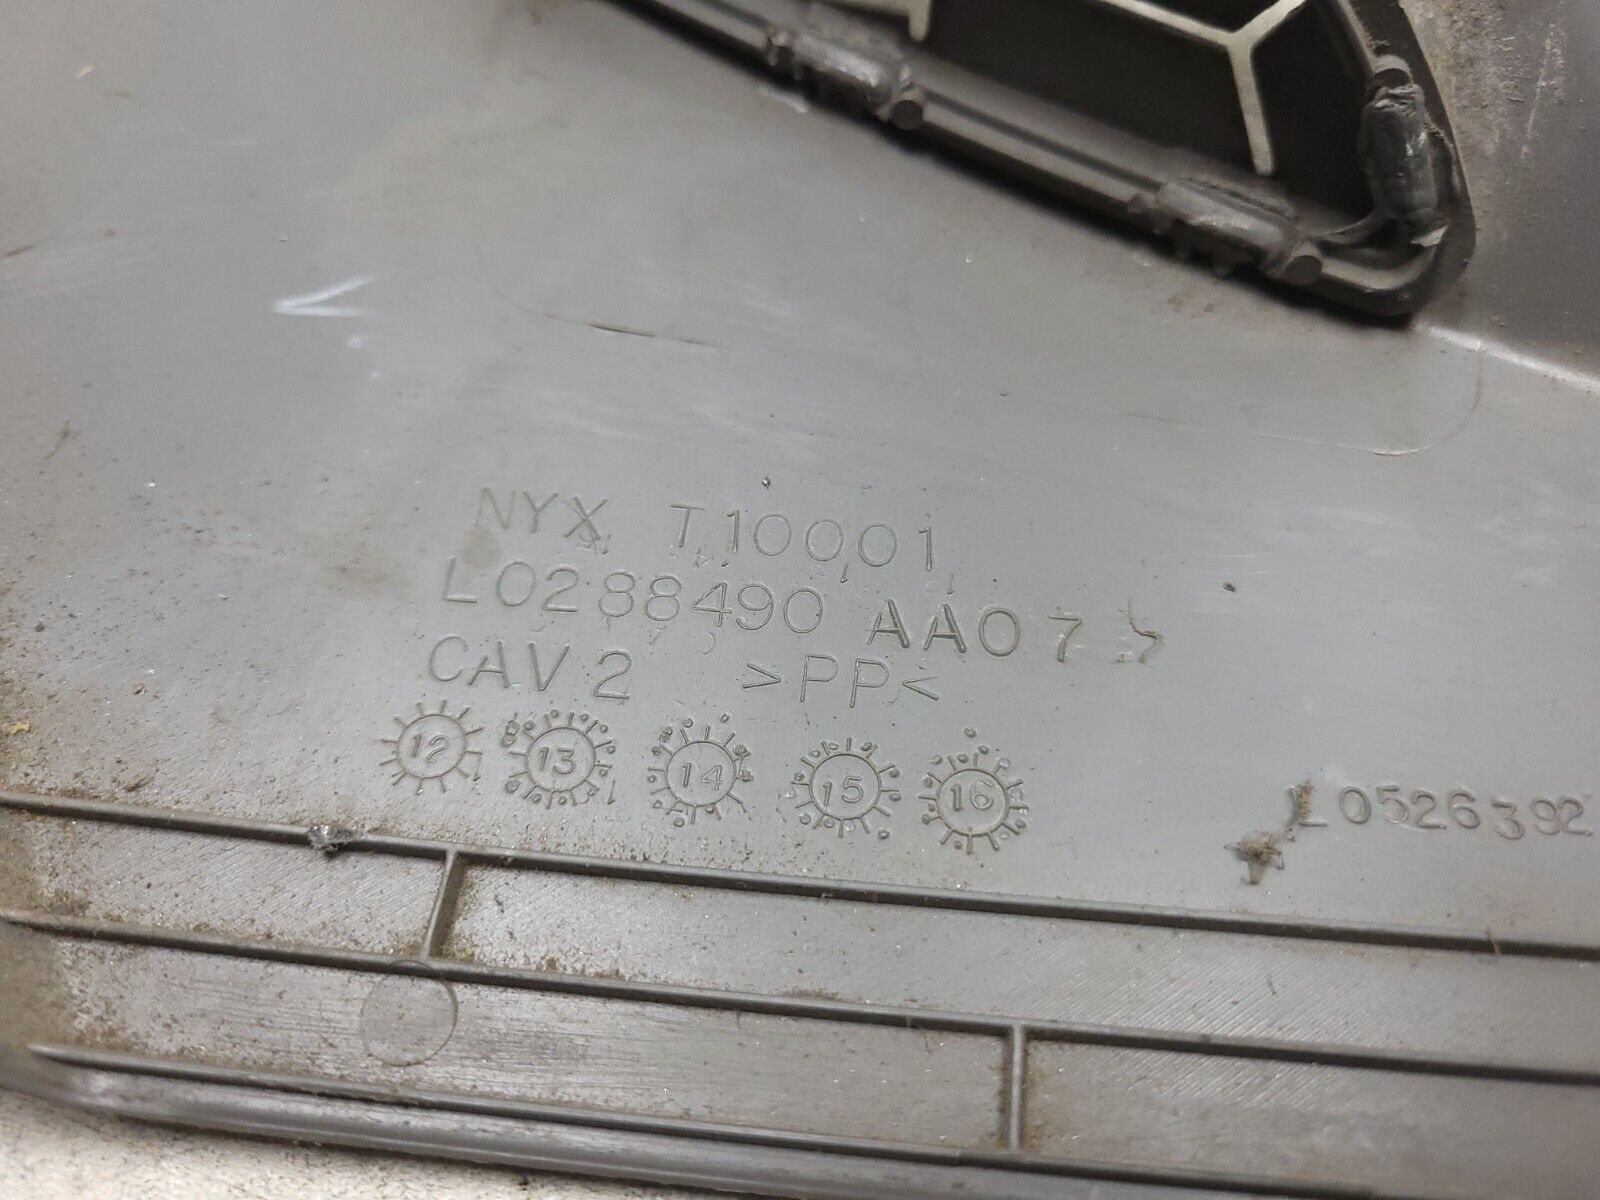 NYX T10001
L0288490 AA07
CAV 2 >PP<
12 13 14 15 16
L0526392